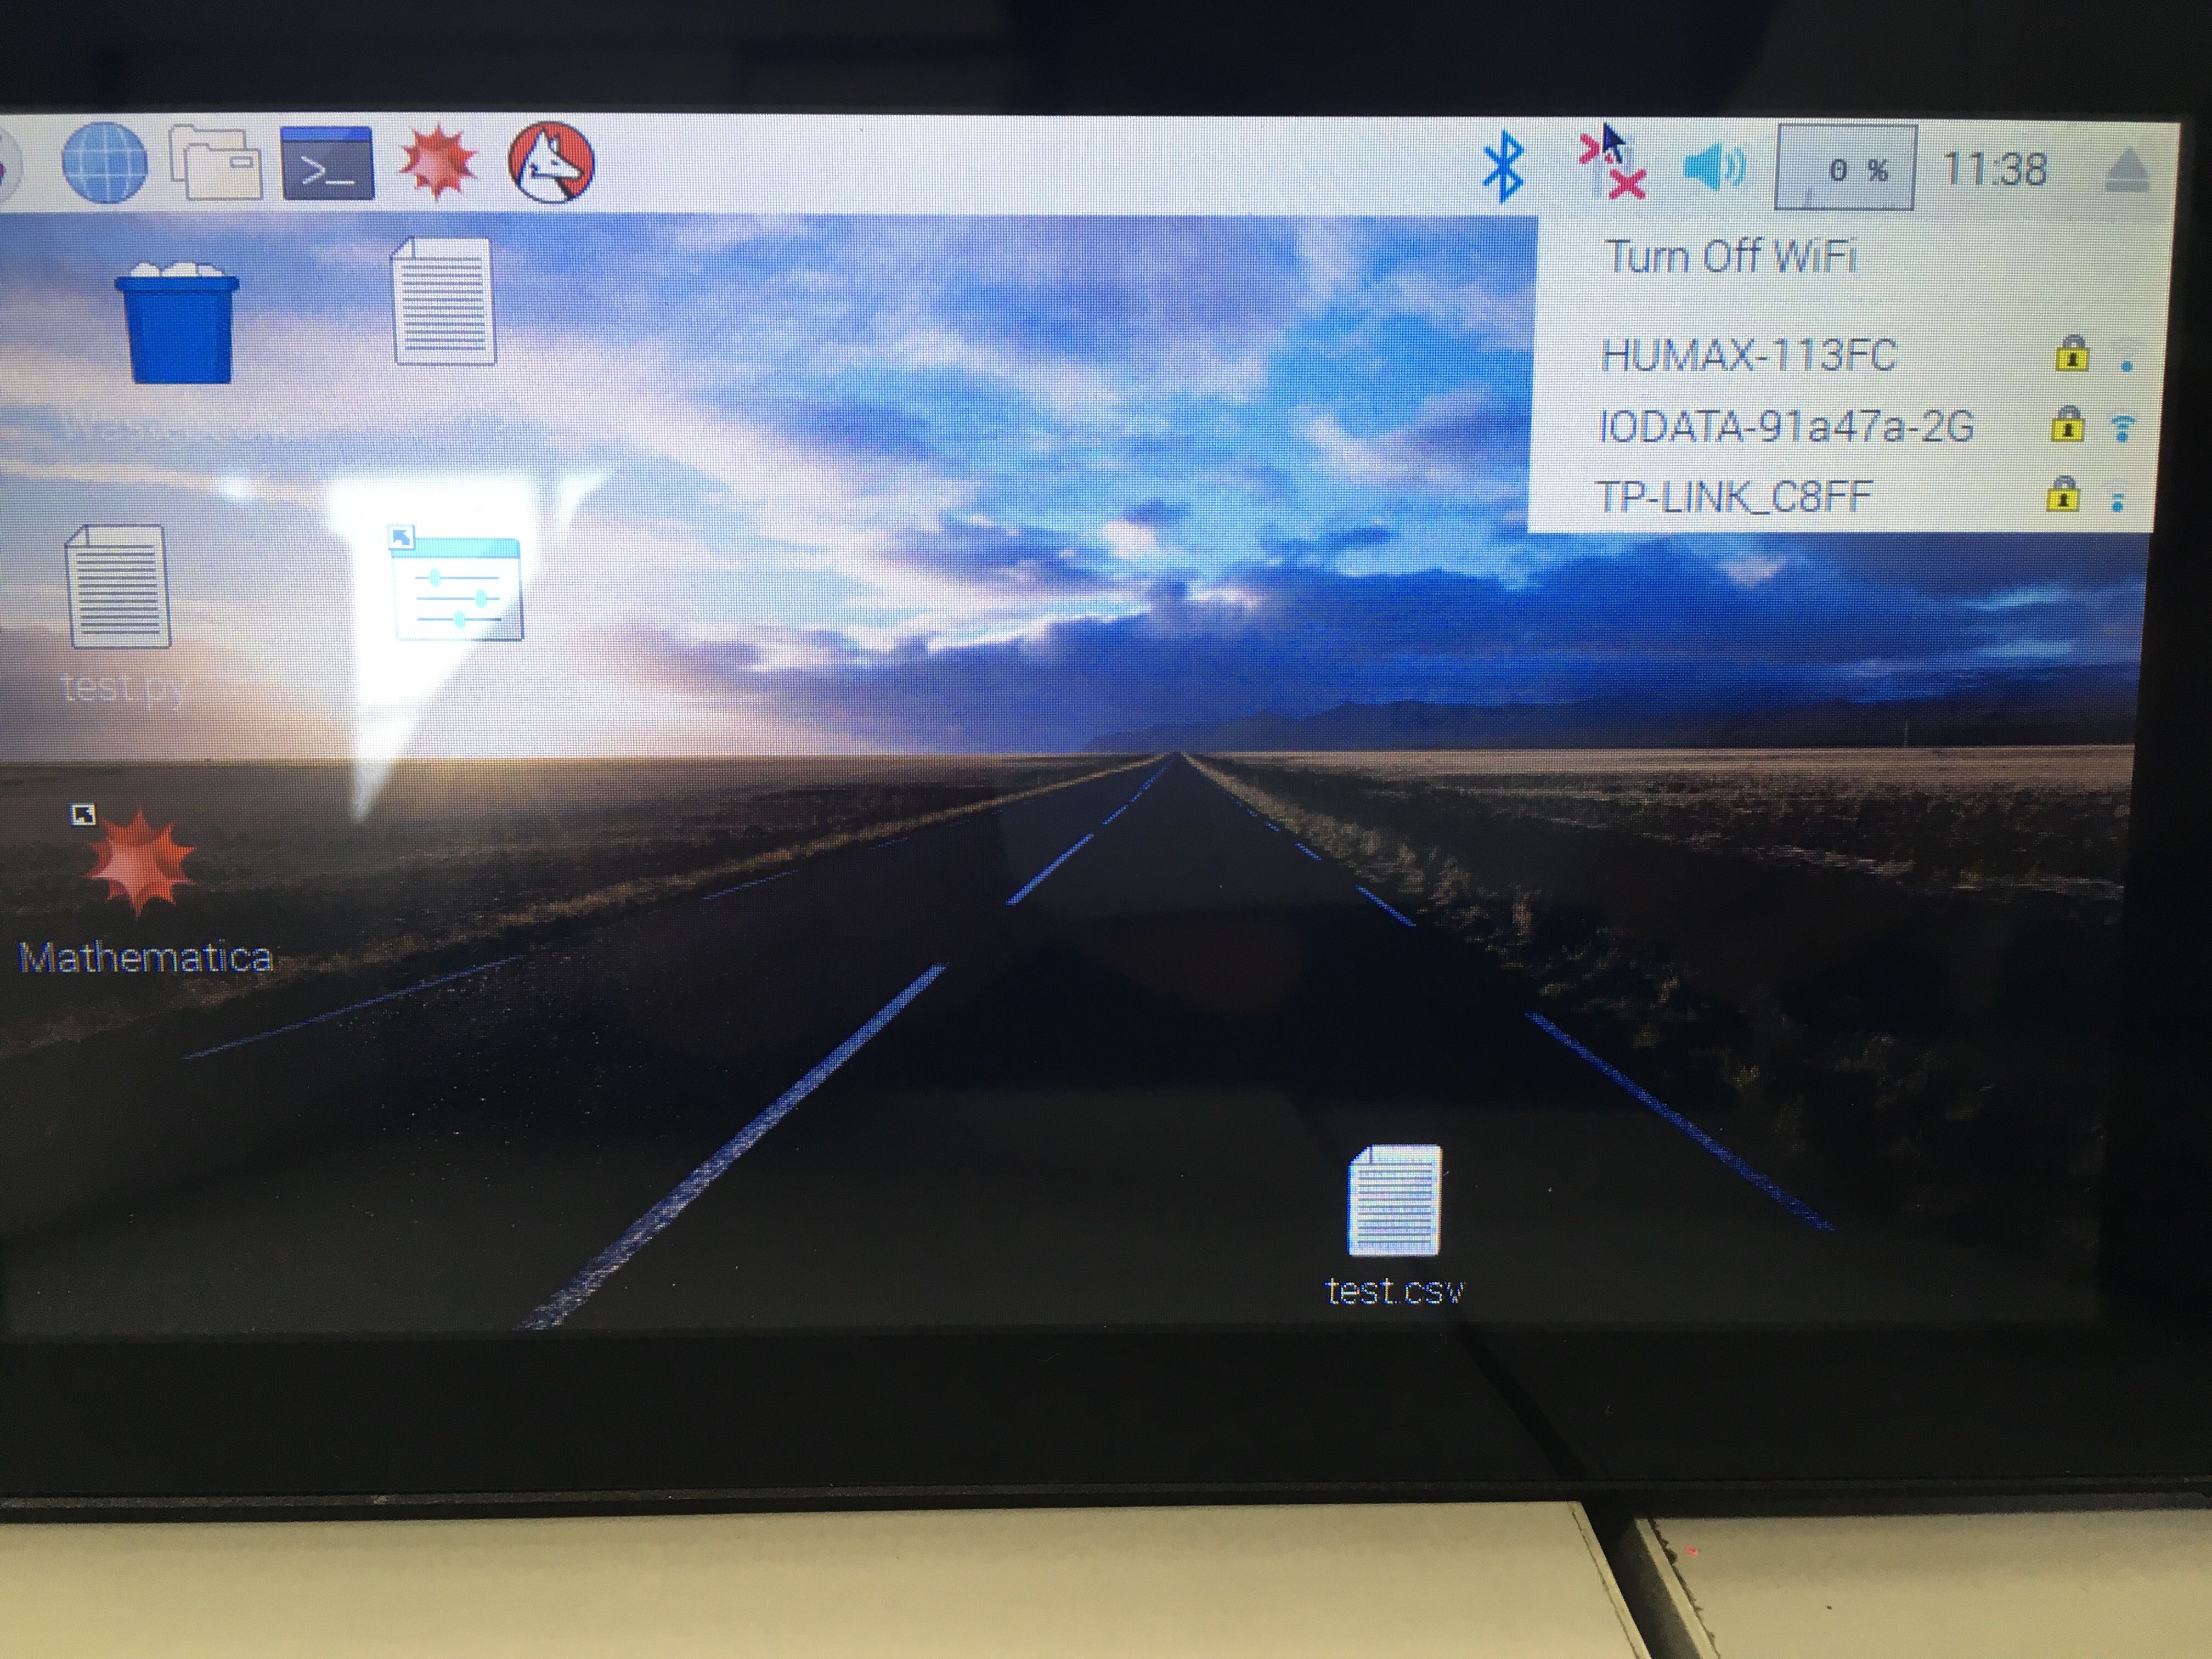 >_
0 %
11:38
Turn Off WiFi
HUMAX-113FC
IODATA-91a47a-2G
TP-LINK_C8FF
test.py
Mathematica
test.csv